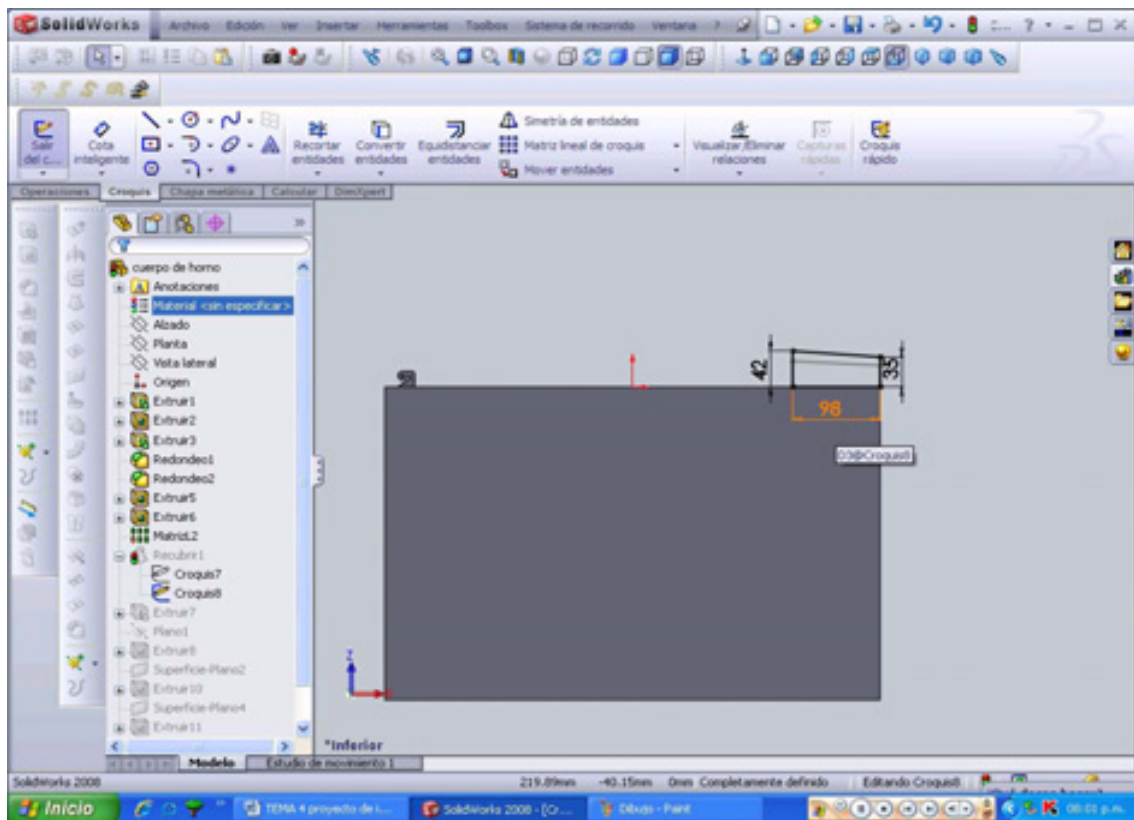 SolidWorks Archivo Edición Ver Insertar Herramientas Toolbox Sistema de recorrido Ventana ?
Salir del c...
Cota inteligente
Recortar entidades
Convertir entidades
Equidistanciar entidades
Simetría de entidades
Matriz lineal de croquis
Mover entidades
Visualizar/Eliminar relaciones
Capturas rápidas
Croquis rápido
Operaciones Croquis Chapa metálica Calcular DimXpert
cuerpo de horno
Anotaciones
Material <sin especificar>
Alzado
Planta
Vista lateral
Origen
Extruir1
Extruir2
Extruir3
Redondeo1
Redondeo2
Extruir5
Extruir6
MatrizL2
Recubrir1
Croquis7
Croquis8
Extruir7
Plano1
Extruir8
Superficie-Plano2
Extruir10
Superficie-Plano4
Extruir11
42
35
98
D3@Croquis8
Z
*Inferior
Modelo Estudio de movimiento 1
SolidWorks 2008 219.89mm -40.15mm 0mm Completamente definido Editando Croquis8
Inicio TEMA 4 proyecto de i... SolidWorks 2008 - [Cr... Dibujo - Paint 08:01 p.m.